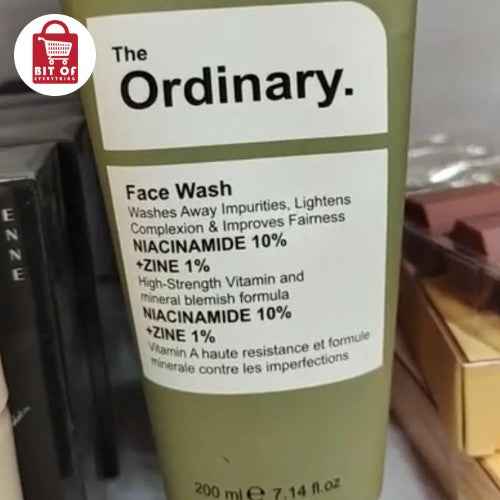 BIT OF
EVERYTHING
The
Ordinary.
Face Wash
Washes Away Impurities, Lightens
Complexion & Improves Fairness
NIACINAMIDE 10%
+ZINE 1%
High-Strength Vitamin and
mineral blemish formula
NIACINAMIDE 10%
+ZINE 1%
Vitamin A haute resistance et formule
minerale contre les imperfections
200 ml e 7.14 fl.oz
ENNE